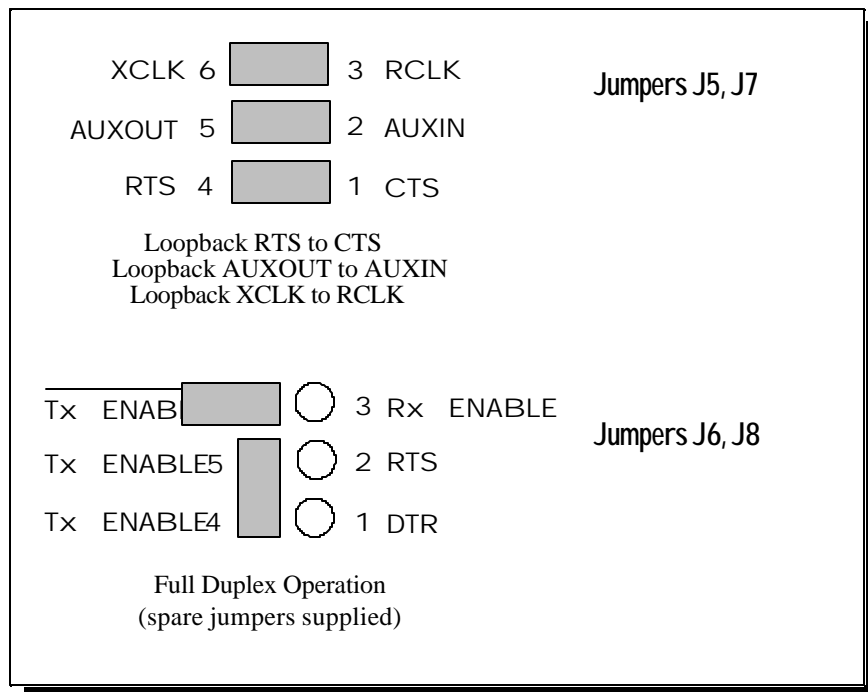 XCLK 6 3 RCLK
Jumpers J5, J7
AUXOUT 5 2 AUXIN
RTS 4 1 CTS
Loopback RTS to CTS
Loopback AUXOUT to AUXIN
Loopback XCLK to RCLK
Tx ENAB 3 Rx ENABLE
Jumpers J6, J8
Tx ENABLE5 2 RTS
Tx ENABLE4 1 DTR
Full Duplex Operation
(spare jumpers supplied)